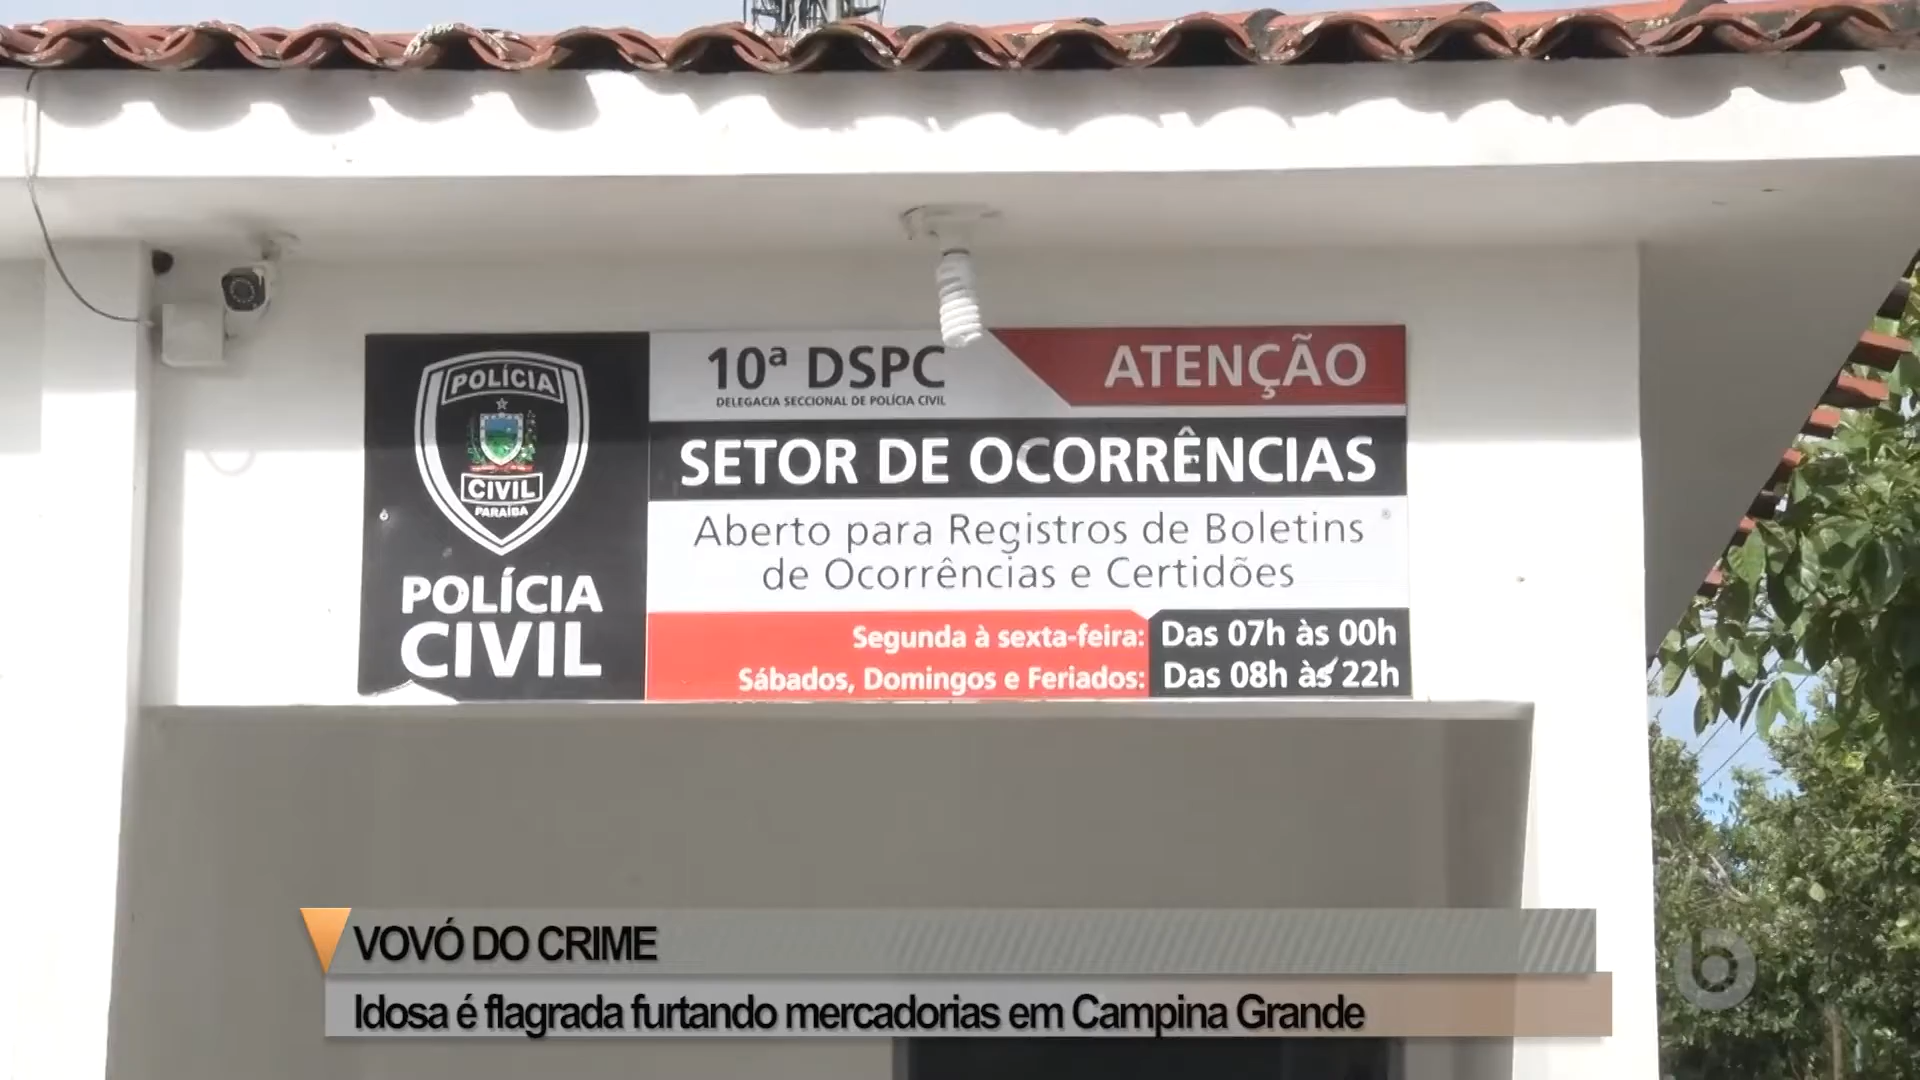 POLÍCIA
CIVIL
PARAÍBA
POLÍCIA
CIVIL
10ª DSPC
DELEGACIA SECCIONAL DE POLÍCIA CIVIL
ATENÇÃO
SETOR DE OCORRÊNCIAS
Aberto para Registros de Boletins
de Ocorrências e Certidões
Segunda à sexta-feira: Das 07h às 00h
Sábados, Domingos e Feriados: Das 08h às 22h
VOVÓ DO CRIME
Idosa é flagrada furtando mercadorias em Campina Grande
b